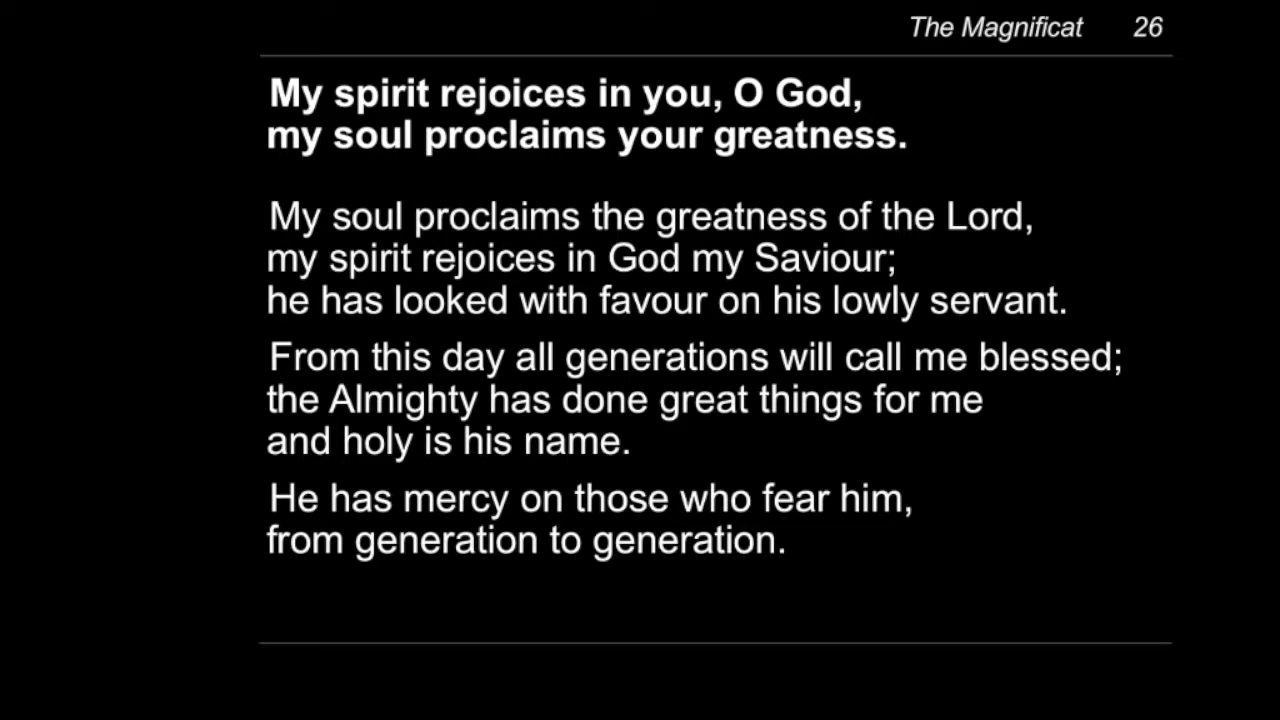 The Magnificat 26
My spirit rejoices in you, O God,
my soul proclaims your greatness.
My soul proclaims the greatness of the Lord,
my spirit rejoices in God my Saviour;
he has looked with favour on his lowly servant.
From this day all generations will call me blessed;
the Almighty has done great things for me
and holy is his name.
He has mercy on those who fear him,
from generation to generation.